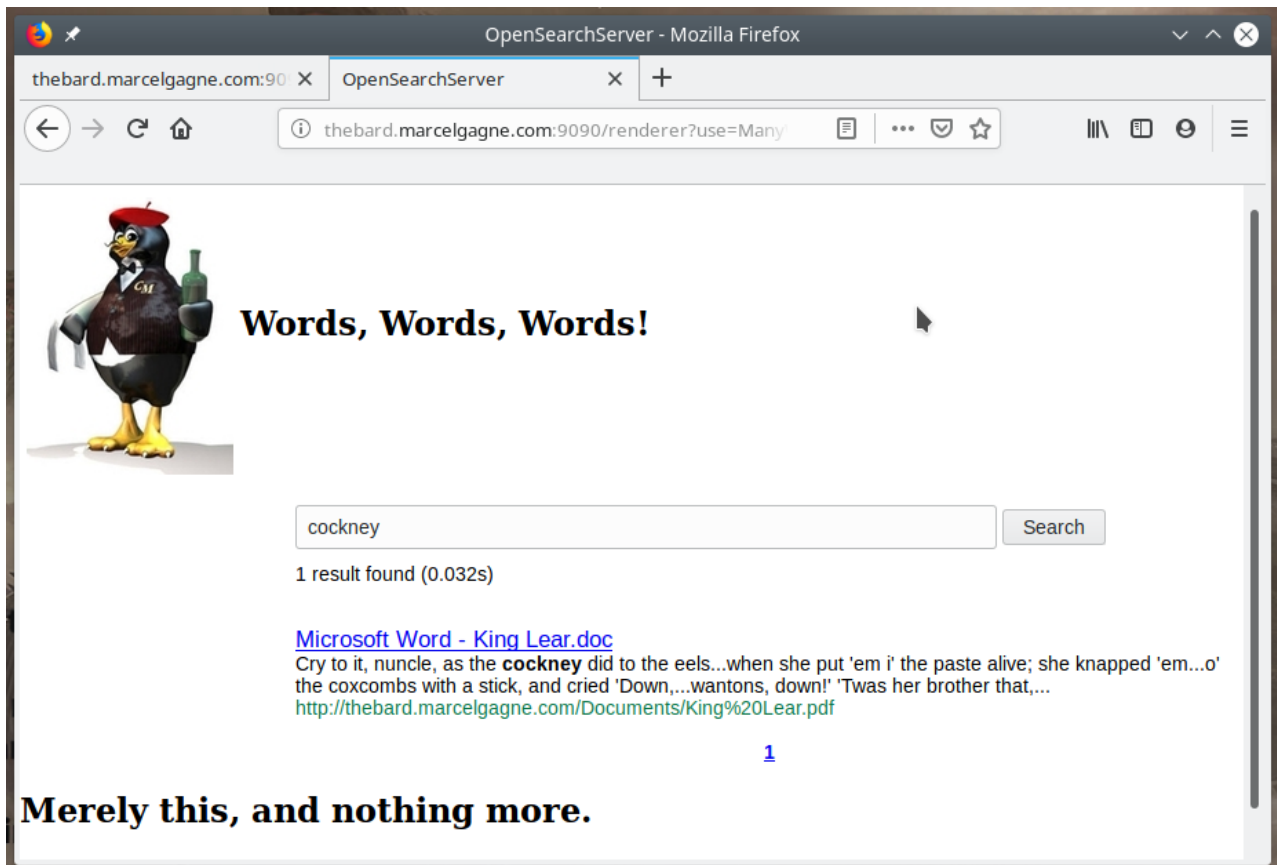 OpenSearchServer - Mozilla Firefox
thebard.marcelgagne.com:90
OpenSearchServer
thebard.marcelgagne.com:9090/renderer?use=Many
CM
Words, Words, Words!
cockney
Search
1 result found (0.032s)
Microsoft Word - King Lear.doc
Cry to it, nuncle, as the cockney did to the eels...when she put 'em i' the paste alive; she knapped 'em...o'
the coxcombs with a stick, and cried 'Down,...wantons, down!' 'Twas her brother that,...
http://thebard.marcelgagne.com/Documents/King%20Lear.pdf
1
Merely this, and nothing more.